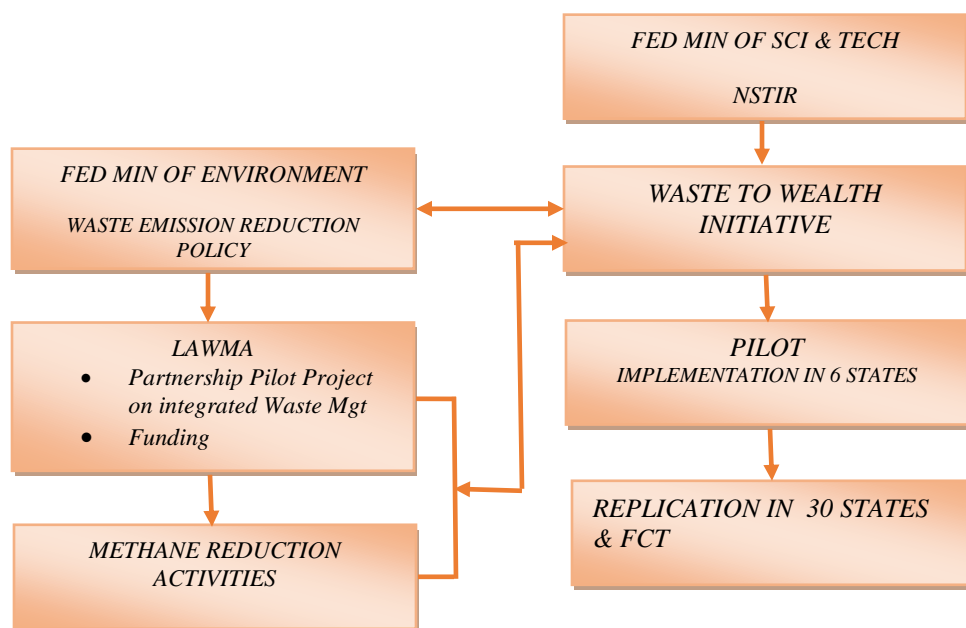 FED MIN OF SCI & TECH
NSTIR
FED MIN OF ENVIRONMENT
WASTE EMISSION REDUCTION
POLICY
WASTE TO WEALTH
INITIATIVE
LAWMA
• Partnership Pilot Project
on integrated Waste Mgt
• Funding
PILOT
IMPLEMENTATION IN 6 STATES
METHANE REDUCTION
ACTIVITIES
REPLICATION IN 30 STATES
& FCT